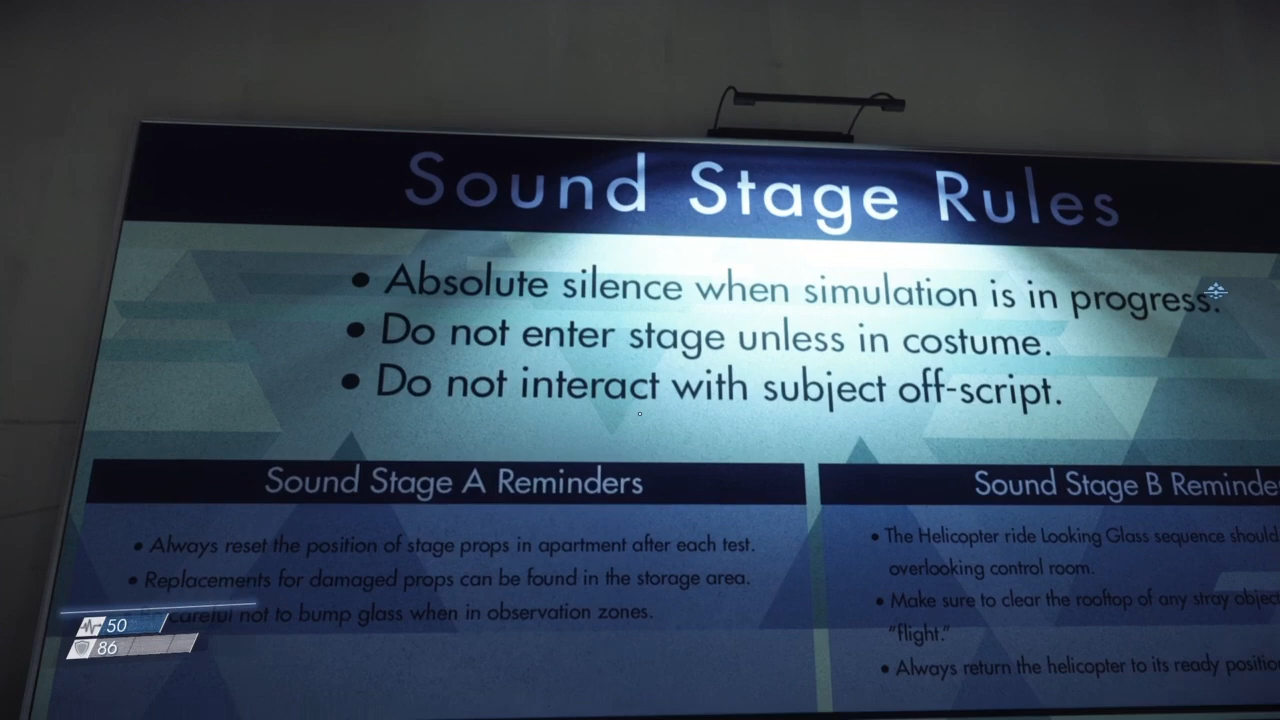 Sound Stage Rules
• Absolute silence when simulation is in progress.
• Do not enter stage unless in costume.
• Do not interact with subject off-script.
Sound Stage A Reminders
• Always reset the position of stage props in apartment after each test.
• Replacements for damaged props can be found in the storage area.
careful not to bump glass when in observation zones.
Sound Stage B
• The Helicopter ride Looking Glass sequence should
overlooking control room.
• Make sure to clear the rooftop of any stray
"flight."
• Always return the helicopter to its ready
50
86